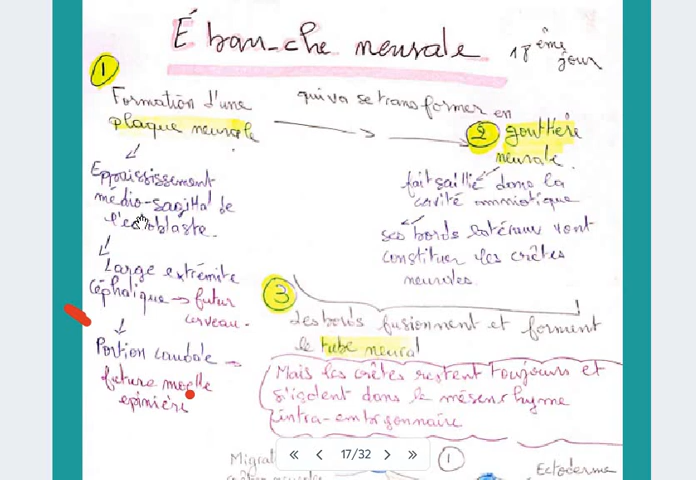 Ébauche neurale 18ème jour
1
Formation d'une
plaque neurale
Epaississement
médio-sagittal de
l'ectoblaste.
Large extrémité
céphalique → futur
cerveau.
Portion caudale →
future moelle
epinière
qui va se transformer en
2 gouttière
neurale.
fait saillie dans la
cavité amniotique
ses bords latéraux vont
constituer les crêtes
neurales.
3
Les bords fusionnent et forment
le tube neural
Mais les crêtes restent toujours et
s'isolent dans le mésenchyme
intra-embryonnaire
17/32
Migrat
1
Ectoderme